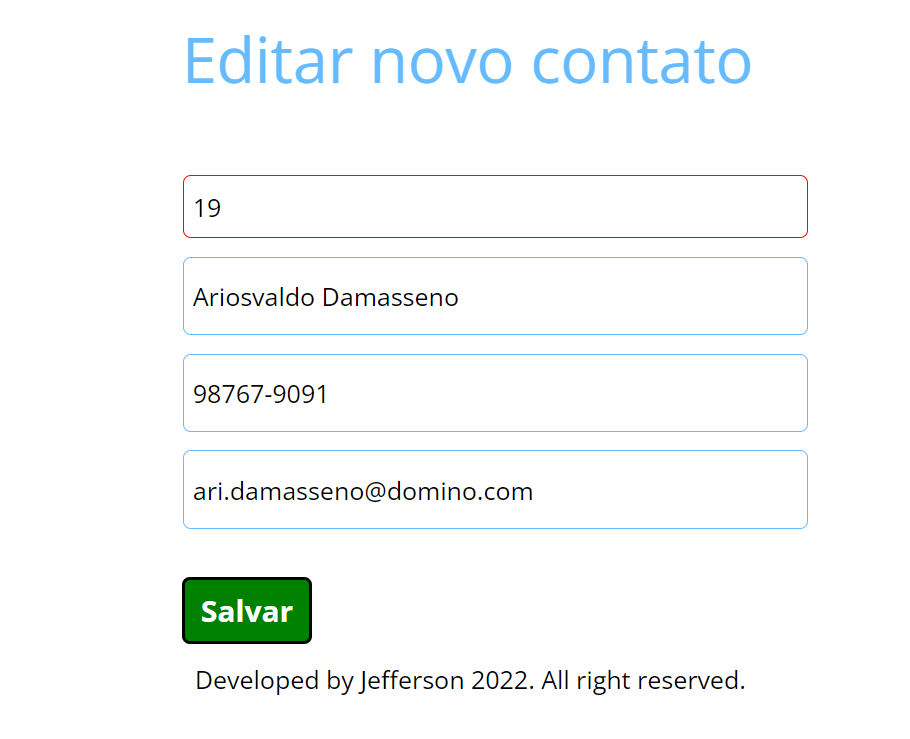 Editar novo contato
19
Ariosvaldo Damasseno
98767-9091
ari.damasseno@domino.com
Salvar
Developed by Jefferson 2022. All right reserved.